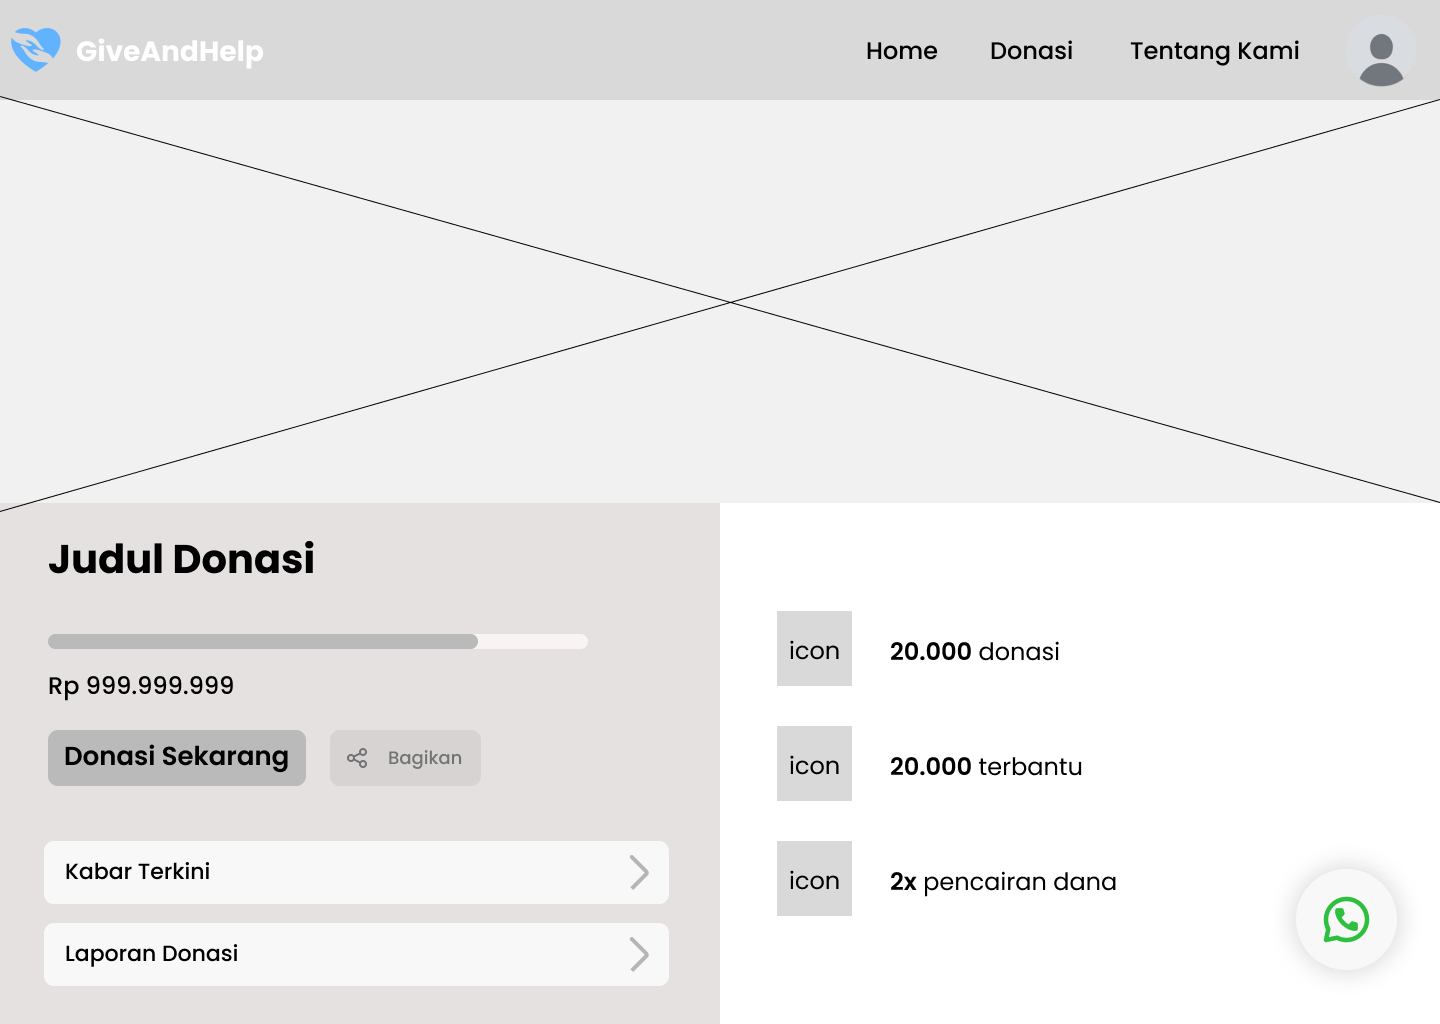 GiveAndHelp
Home
Donasi
Tentang Kami
Judul Donasi
Rp 999.999.999
Donasi Sekarang
Bagikan
Kabar Terkini
Laporan Donasi
icon
20.000 donasi
icon
20.000 terbantu
icon
2x pencairan dana